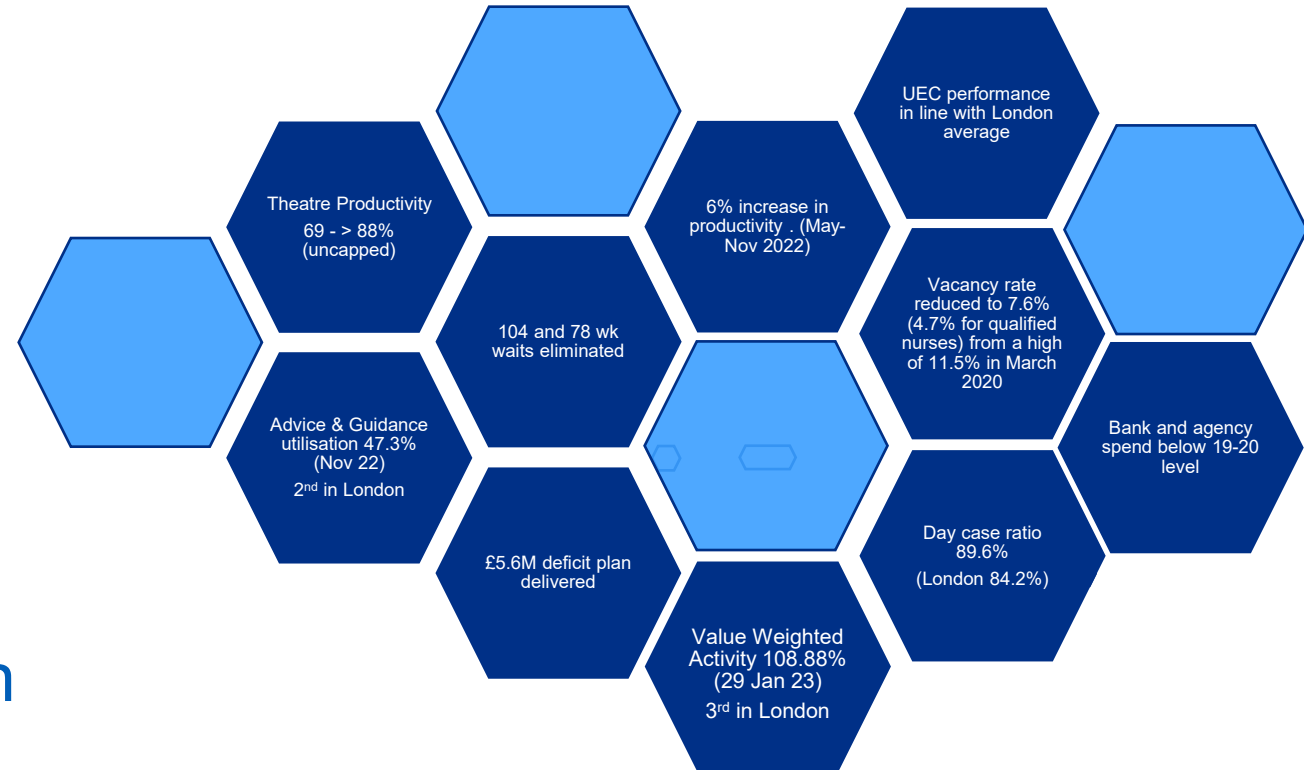 UEC performance
in line with London
average
Theatre Productivity
69 - > 88%
(uncapped)
6% increase in
productivity . (May-
Nov 2022)
104 and 78 wk
waits eliminated
Vacancy rate
reduced to 7.6%
(4.7% for qualified
nurses) from a high
of 11.5% in March
2020
Advice & Guidance
utilisation 47.3%
(Nov 22)
2nd in London
Bank and agency
spend below 19-20
level
£5.6M deficit plan
delivered
Day case ratio
89.6%
(London 84.2%)
Value Weighted
Activity 108.88%
(29 Jan 23)
3rd in London
n